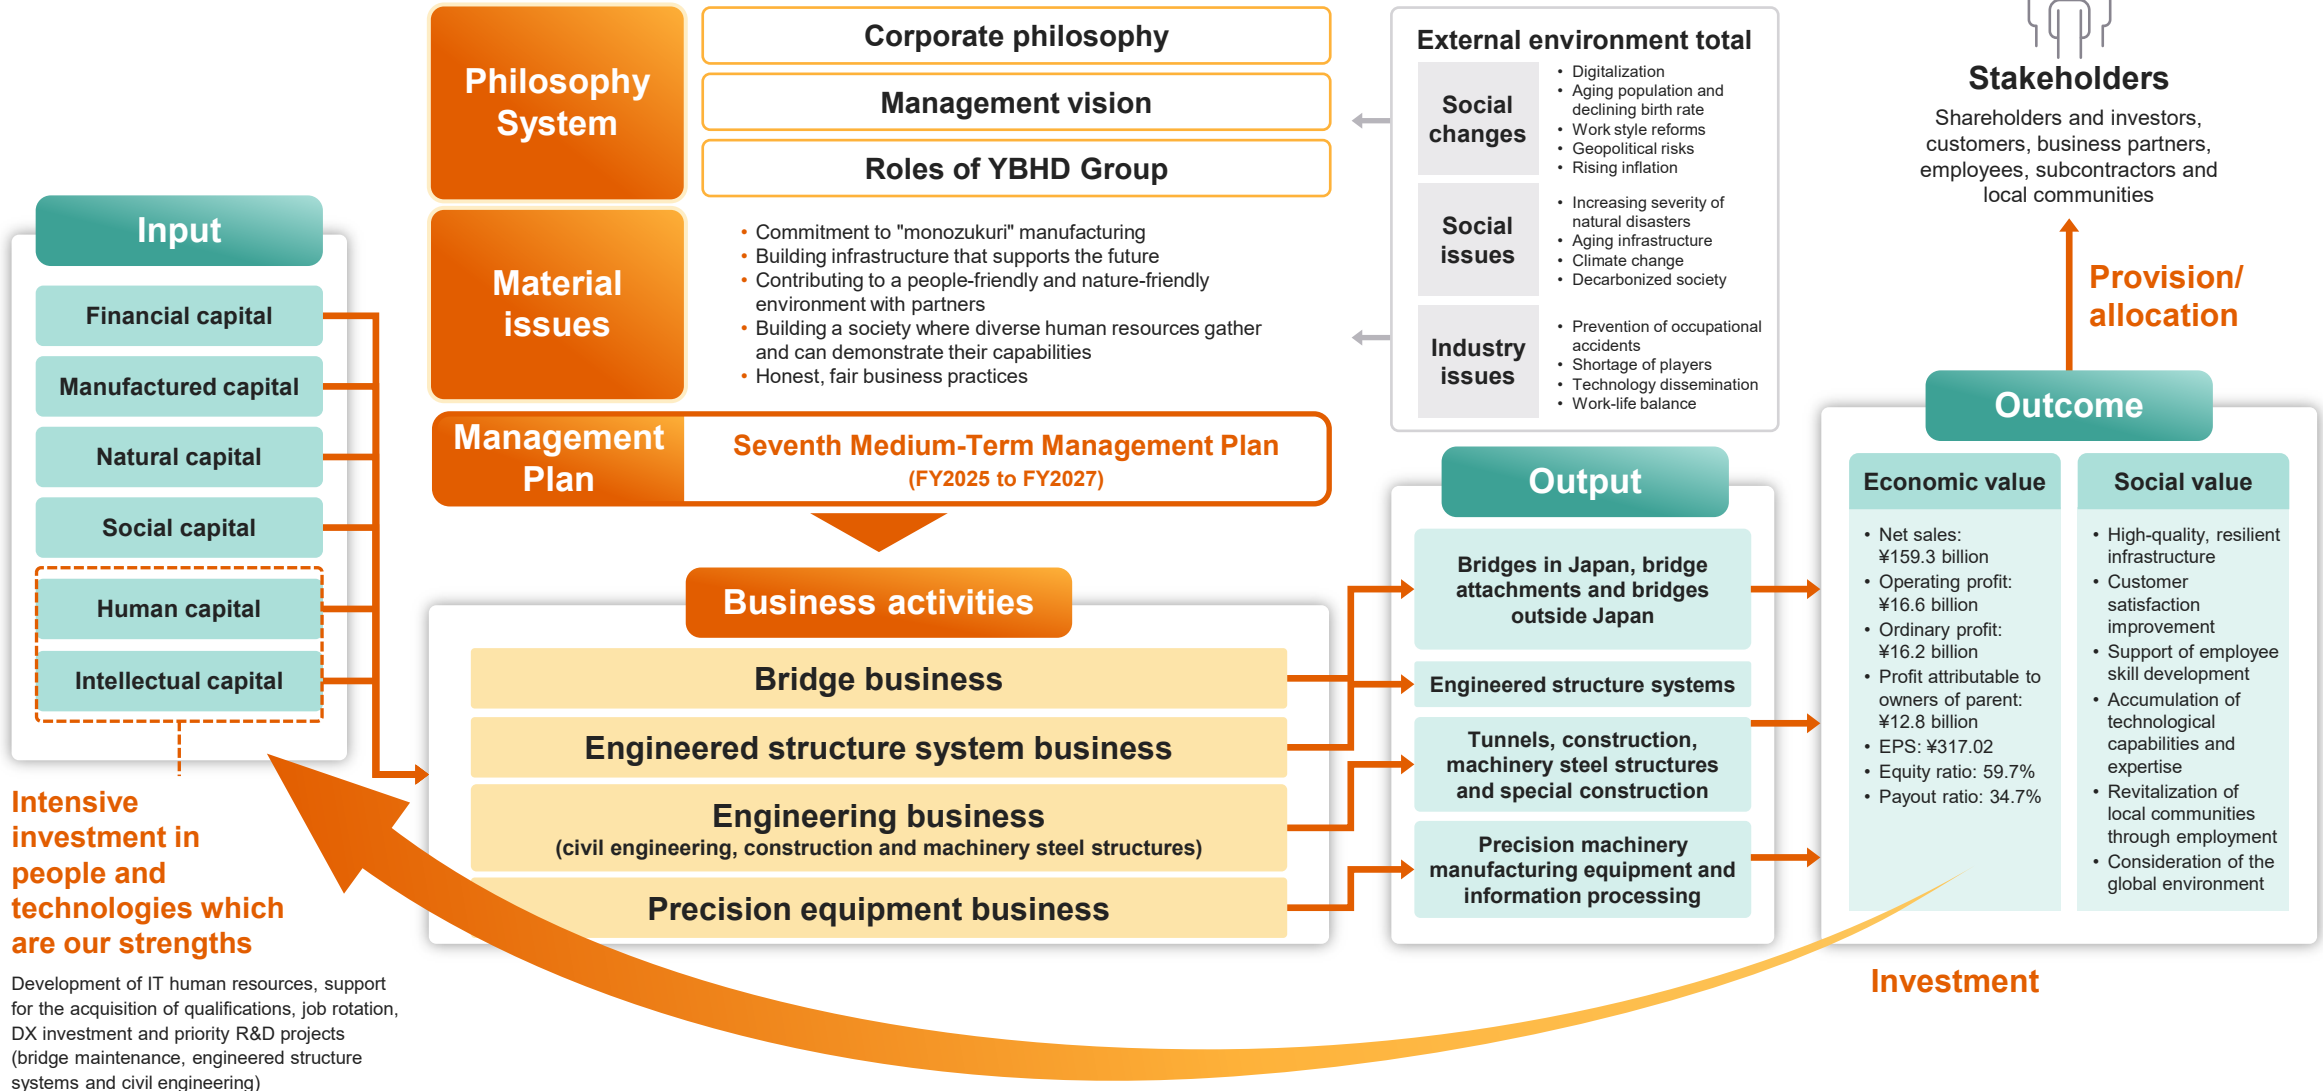 Philosophy
System
Corporate philosophy
Management vision
Roles of YBHD Group
Material
issues
• Commitment to "monozukuri" manufacturing
• Building infrastructure that supports the future
• Contributing to a people-friendly and nature-friendly
environment with partners
• Building a society where diverse human resources gather
and can demonstrate their capabilities
• Honest, fair business practices
Management
Plan
Seventh Medium-Term Management Plan
(FY2025 to FY2027)
External environment total
Social
changes
• Digitalization
• Aging population and
declining birth rate
• Work style reforms
• Geopolitical risks
• Rising inflation
Social
issues
• Increasing severity of
natural disasters
• Aging infrastructure
• Climate change
• Decarbonized society
Industry
issues
• Prevention of occupational
accidents
• Shortage of players
• Technology dissemination
• Work-life balance
Stakeholders
Shareholders and investors,
customers, business partners,
employees, subcontractors and
local communities
Provision/
allocation
Input
Financial capital
Manufactured capital
Natural capital
Social capital
Human capital
Intellectual capital
Intensive
investment in
people and
technologies which
are our strengths
Development of IT human resources, support
for the acquisition of qualifications, job rotation,
DX investment and priority R&D projects
(bridge maintenance, engineered structure
systems and civil engineering)
Business activities
Bridge business
Engineered structure system business
Engineering business
(civil engineering, construction and machinery steel structures)
Precision equipment business
Output
Bridges in Japan, bridge
attachments and bridges
outside Japan
Engineered structure systems
Tunnels, construction,
machinery steel structures
and special construction
Precision machinery
manufacturing equipment and
information processing
Outcome
Economic value
• Net sales:
¥159.3 billion
• Operating profit:
¥16.6 billion
• Ordinary profit:
¥16.2 billion
• Profit attributable to
owners of parent:
¥12.8 billion
• EPS: ¥317.02
• Equity ratio: 59.7%
• Payout ratio: 34.7%
Social value
• High-quality, resilient
infrastructure
• Customer
satisfaction
improvement
• Support of employee
skill development
• Accumulation of
technological
capabilities and
expertise
• Revitalization of
local communities
through employment
• Consideration of the
global environment
Investment